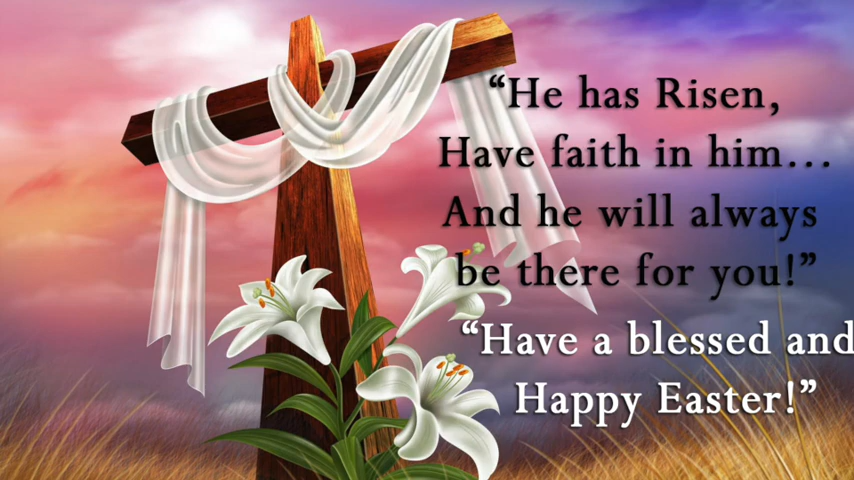 “He has Risen,
Have faith in him...
And he will always
be there for you!”
“Have a blessed and
Happy Easter!”